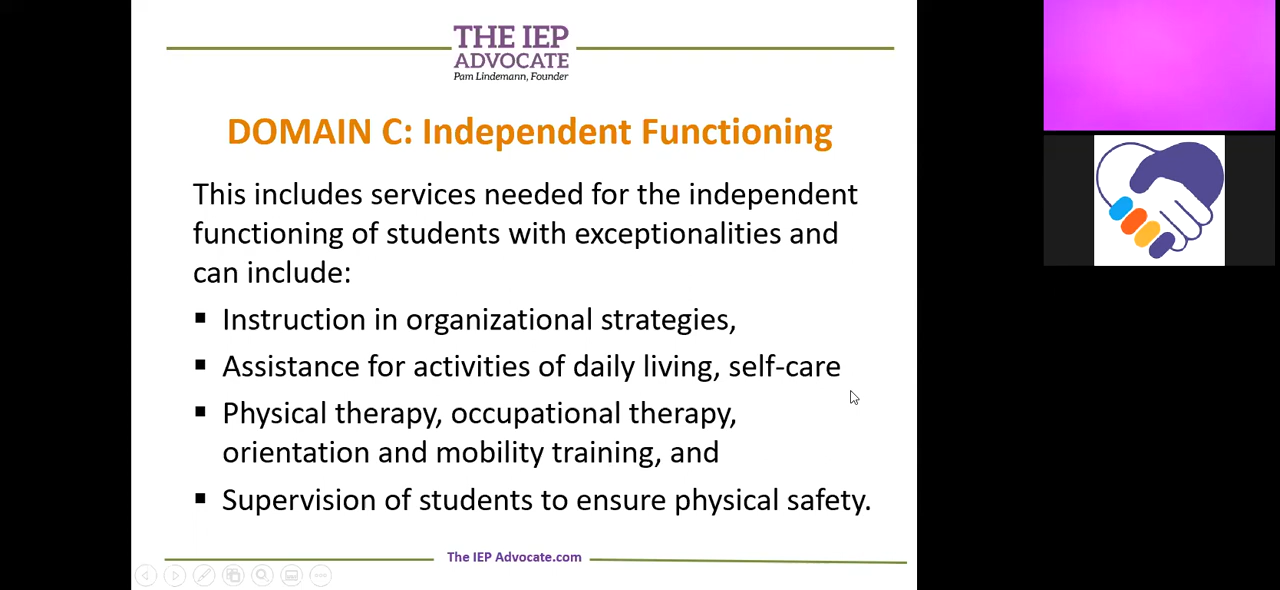 THE IEP
ADVOCATE
Pam Lindemann, Founder
DOMAIN C: Independent Functioning
This includes services needed for the independent
functioning of students with exceptionalities and
can include:
▪ Instruction in organizational strategies,
▪ Assistance for activities of daily living, self-care
▪ Physical therapy, occupational therapy,
orientation and mobility training, and
▪ Supervision of students to ensure physical safety.
The IEP Advocate.com